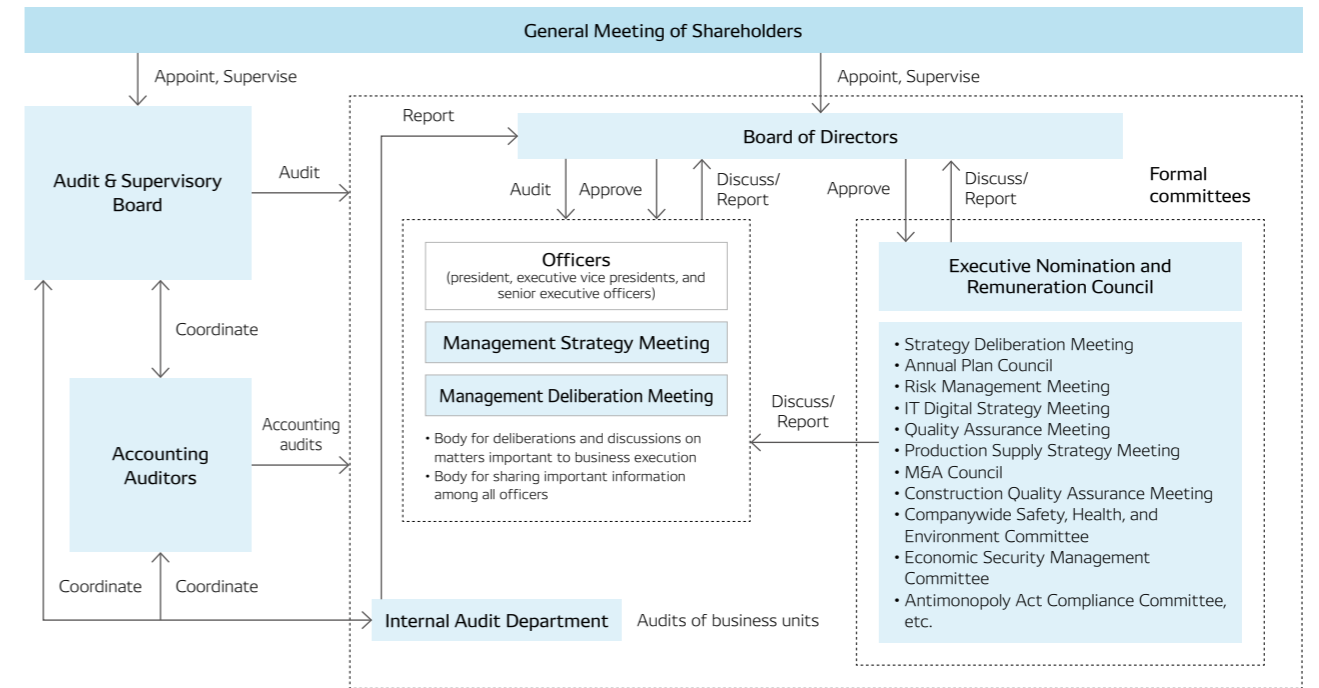 General Meeting of Shareholders
Appoint, Supervise
Appoint, Supervise
Audit & Supervisory
Board
Audit
Report
Board of Directors
Audit
Approve
Discuss/
Report
Approve
Discuss/
Report
Formal
committees
Officers
(president, executive vice presidents, and
senior executive officers)
Management Strategy Meeting
Management Deliberation Meeting
• Body for deliberations and discussions on
matters important to business execution
• Body for sharing important information
among all officers
Discuss/
Report
Executive Nomination and
Remuneration Council
• Strategy Deliberation Meeting
• Annual Plan Council
• Risk Management Meeting
• IT Digital Strategy Meeting
• Quality Assurance Meeting
• Production Supply Strategy Meeting
• M&A Council
• Construction Quality Assurance Meeting
• Companywide Safety, Health, and
Environment Committee
• Economic Security Management
Committee
• Antimonopoly Act Compliance Committee,
etc.
Coordinate
Accounting
Auditors
Accounting
audits
Coordinate
Coordinate
Internal Audit Department
Audits of business units